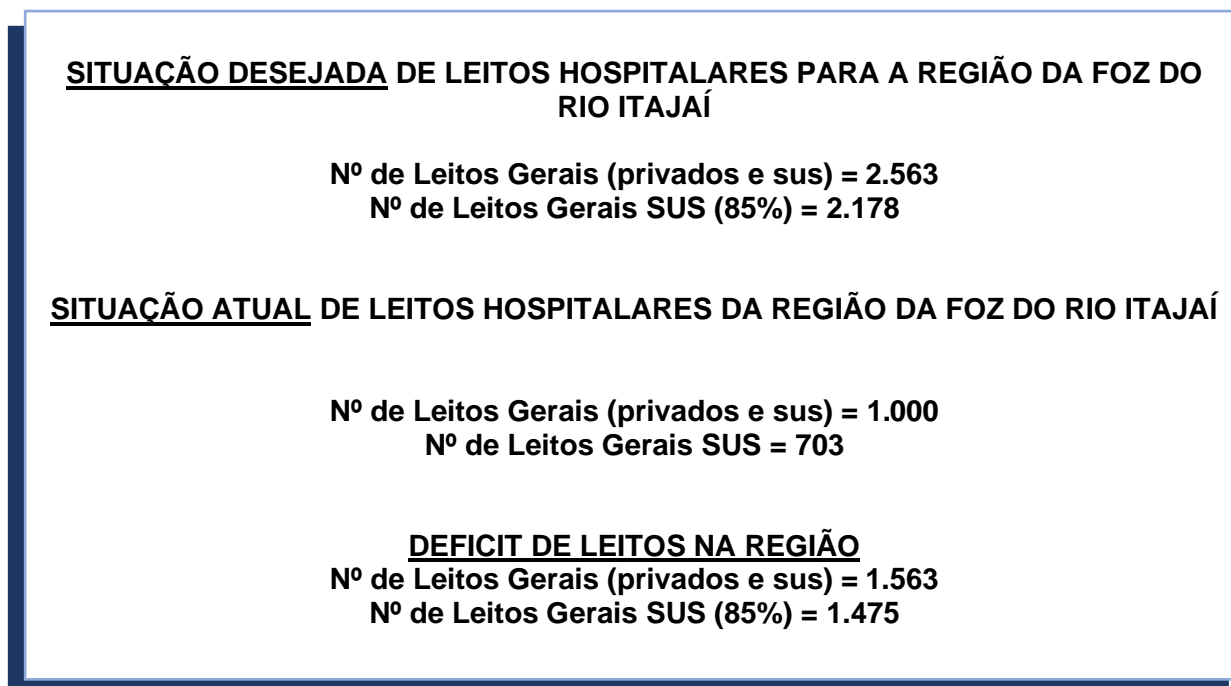 SITUAÇÃO DESEJADA DE LEITOS HOSPITALARES PARA A REGIÃO DA FOZ DO
RIO ITAJAÍ
Nº de Leitos Gerais (privados e sus) = 2.563
Nº de Leitos Gerais SUS (85%) = 2.178
SITUAÇÃO ATUAL DE LEITOS HOSPITALARES DA REGIÃO DA FOZ DO RIO ITAJAÍ
Nº de Leitos Gerais (privados e sus) = 1.000
Nº de Leitos Gerais SUS = 703
DEFICIT DE LEITOS NA REGIÃO
Nº de Leitos Gerais (privados e sus) = 1.563
Nº de Leitos Gerais SUS (85%) = 1.475